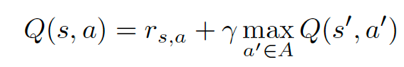 Q(s, a) = r_{s,a} + γ max_{a'∈A} Q(s', a')